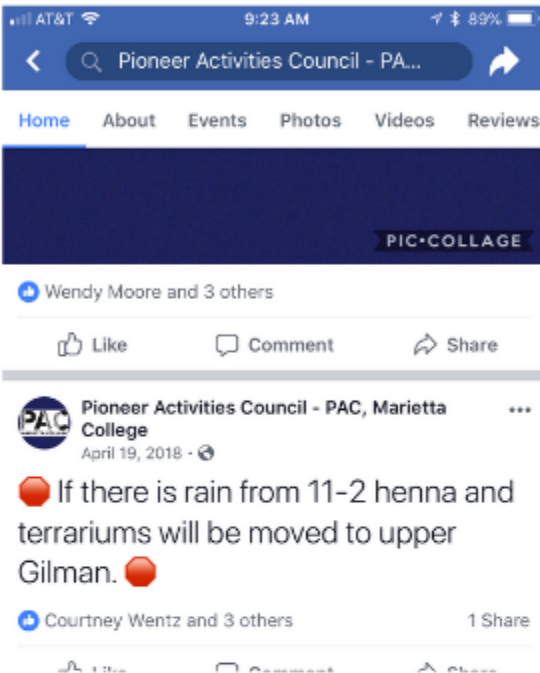 AT&T 9:23 AM 89%
Pioneer Activities Council - PA...
Home About Events Photos Videos Reviews
PIC•COLLAGE
Wendy Moore and 3 others
Like Comment Share
PAC
Pioneer Activities Council - PAC, Marietta
College
April 19, 2018
If there is rain from 11-2 henna and
terrariums will be moved to upper
Gilman.
Courtney Wentz and 3 others 1 Share
Like Comment Share